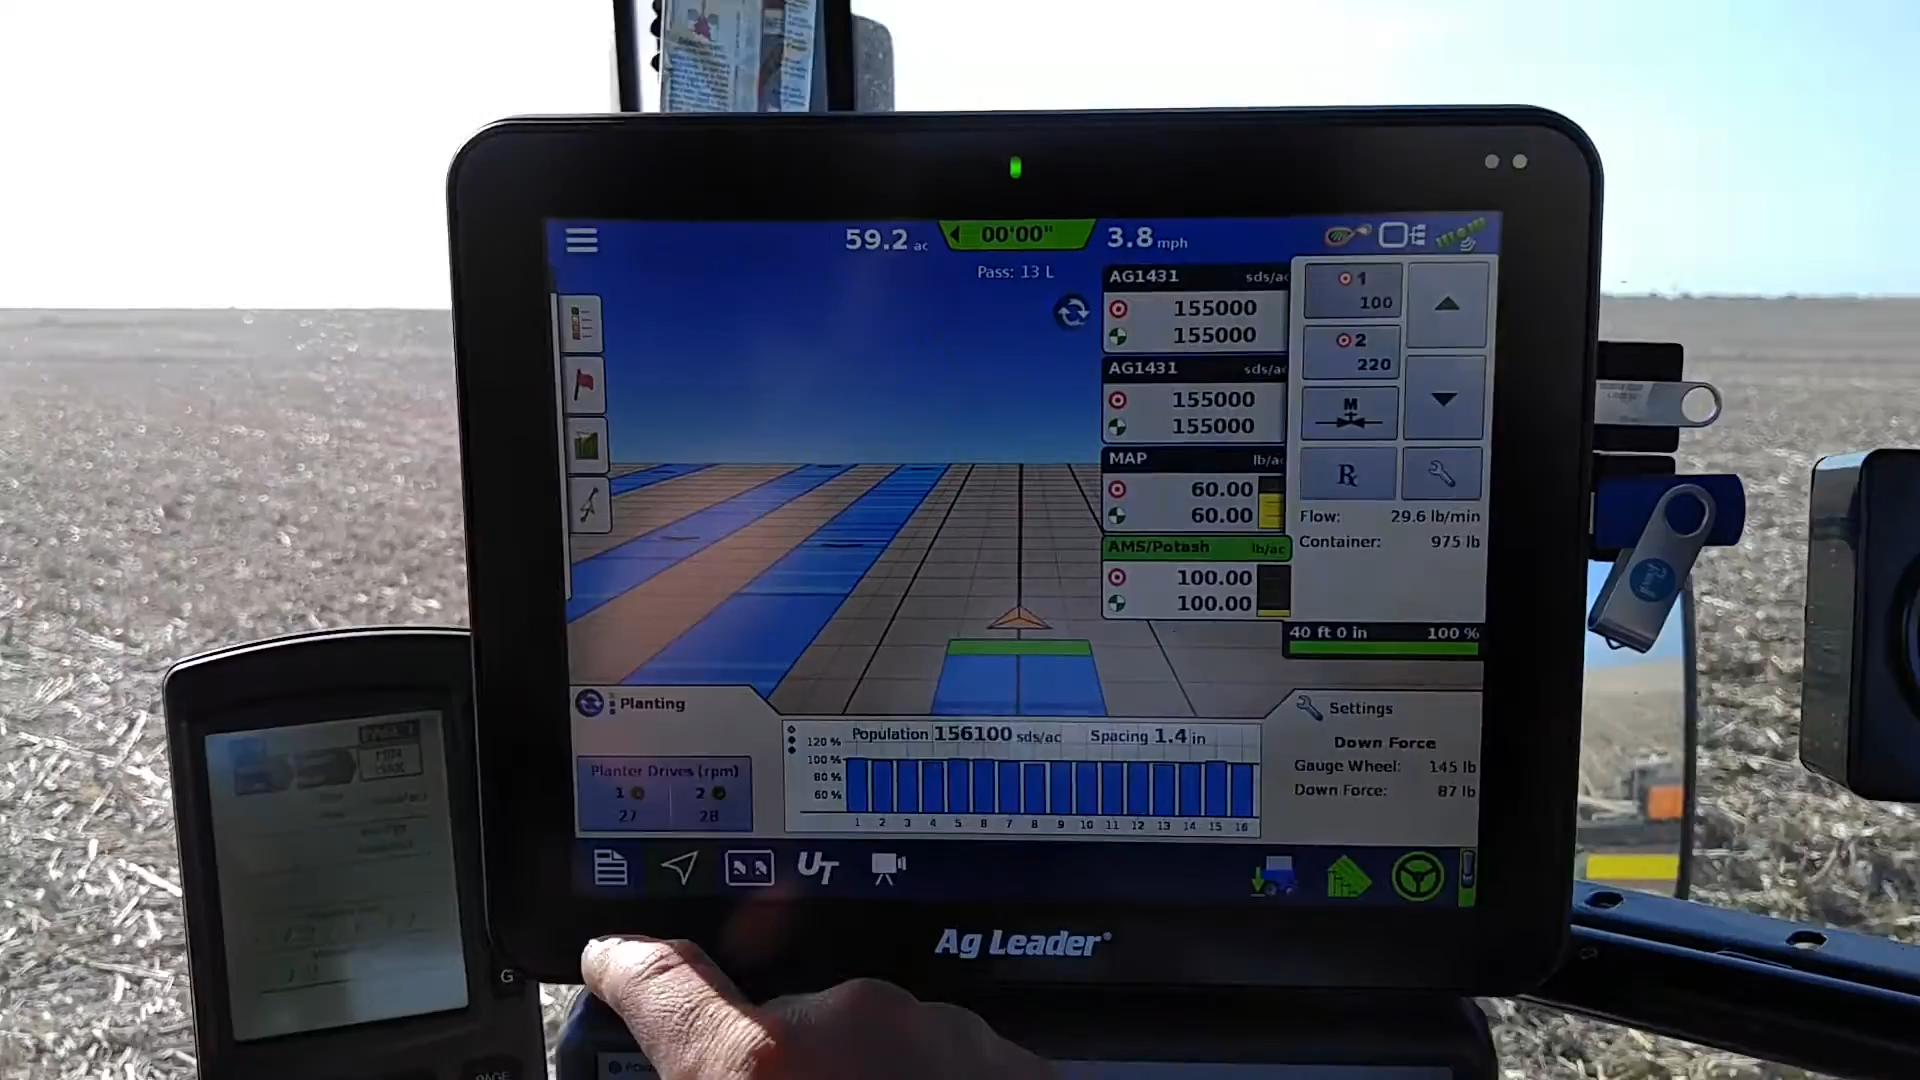 59.2 ac
00'00"
3.8 mph
Pass: 13 L
AG1431 sds/ac
155000
155000
AG1431 sds/ac
155000
155000
MAP lb/ac
60.00
60.00
AMS/Potash lb/ac
100.00
100.00
1
100
2
220
M
Rx
Flow: 29.6 lb/min
Container: 975 lb
40 ft 0 in 100 %
Planting
Planter Drives (rpm)
1 2
27 28
Population 156100 sds/ac Spacing 1.4 in
120 %
100 %
80 %
60 %
1 2 3 4 5 6 7 8 9 10 11 12 13 14 15 16
Settings
Down Force
Gauge Wheel: 145 lb
Down Force: 87 lb
UT
Ag Leader®
G
PAGE